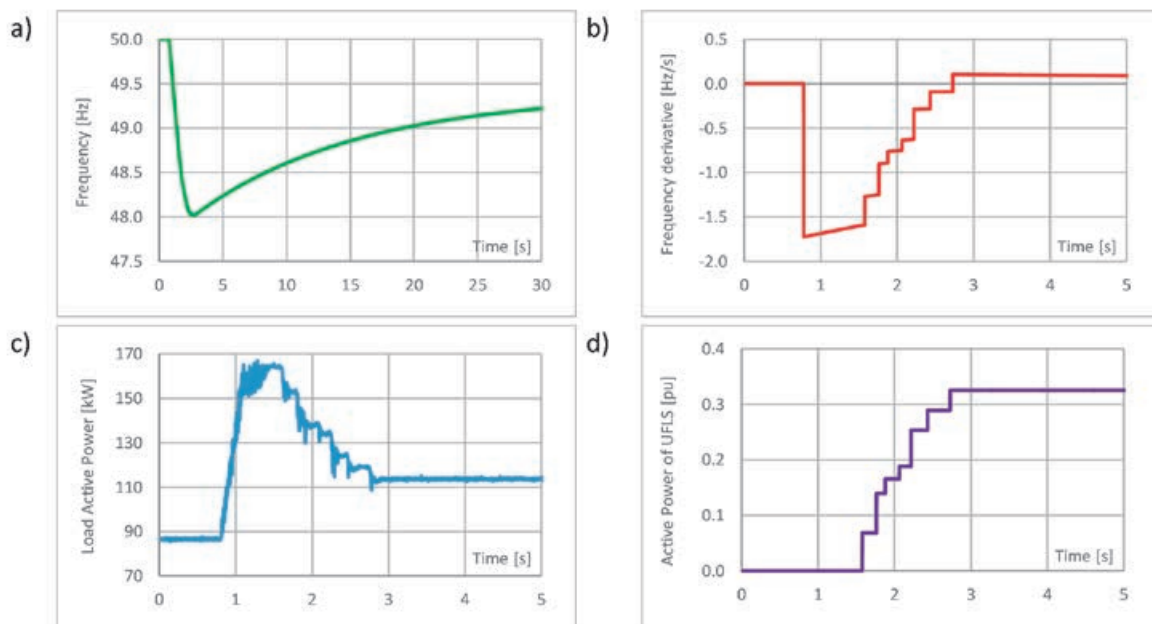 a)
Frequency [Hz]
50.0
49.5
49.0
48.5
48.0
47.5
Time [s]
0 5 10 15 20 25 30
b)
Frequency derivative [Hz/s]
0.5
0.0
-0.5
-1.0
-1.5
-2.0
Time [s]
0 1 2 3 4 5
c)
Load Active Power [kW]
170
150
130
110
90
70
Time [s]
0 1 2 3 4 5
d)
Active Power of UFLS [pu]
0.4
0.3
0.2
0.1
0.0
Time [s]
0 1 2 3 4 5